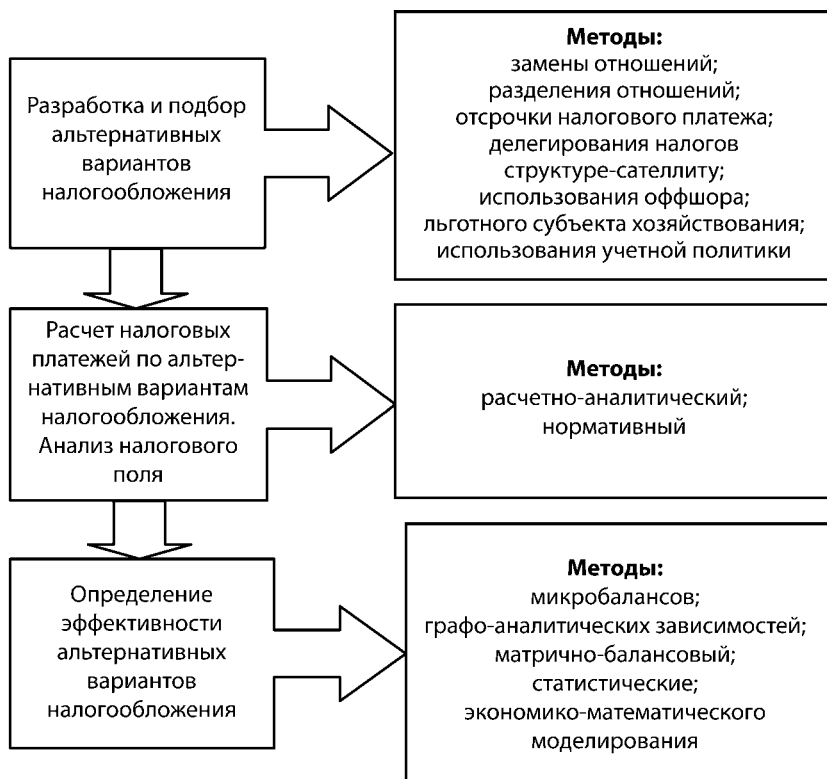 Разработка и подбор
альтернативных
вариантов
налогообложения
Методы:
замены отношений;
разделения отношений;
отсрочки налогового платежа;
делегирования налогов
структуре-сателлиту;
использования оффшора;
льготного субъекта хозяйствования;
использования учетной политики
Расчет налоговых
платежей по альтер-
нативным вариантам
налогообложения.
Анализ налогового
поля
Методы:
расчетно-аналитический;
нормативный
Определение
эффективности
альтернативных
вариантов
налогообложения
Методы:
микробалансов;
графо-аналитических зависимостей;
матрично-балансовый;
статистические;
экономико-математического
моделирования